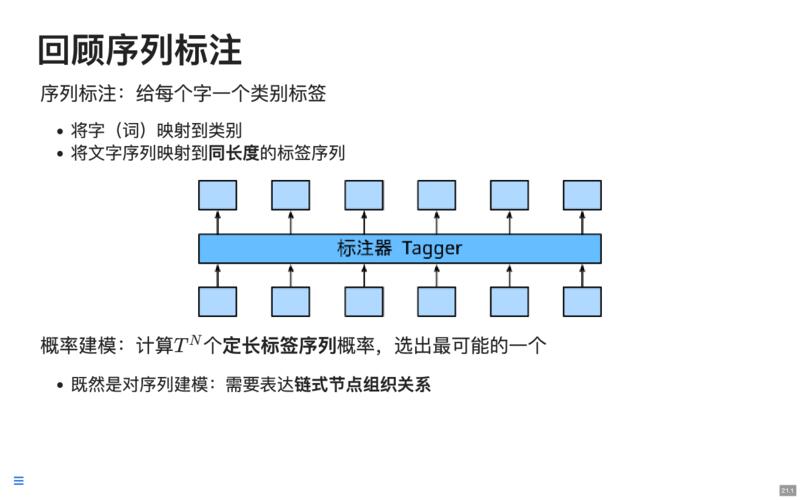 回顾序列标注
序列标注：给每个字一个类别标签
• 将字（词）映射到类别
• 将文字序列映射到同长度的标签序列
标注器 Tagger
概率建模：计算T^N个定长标签序列概率，选出最可能的一个
• 既然是对序列建模：需要表达链式节点组织关系
21.1